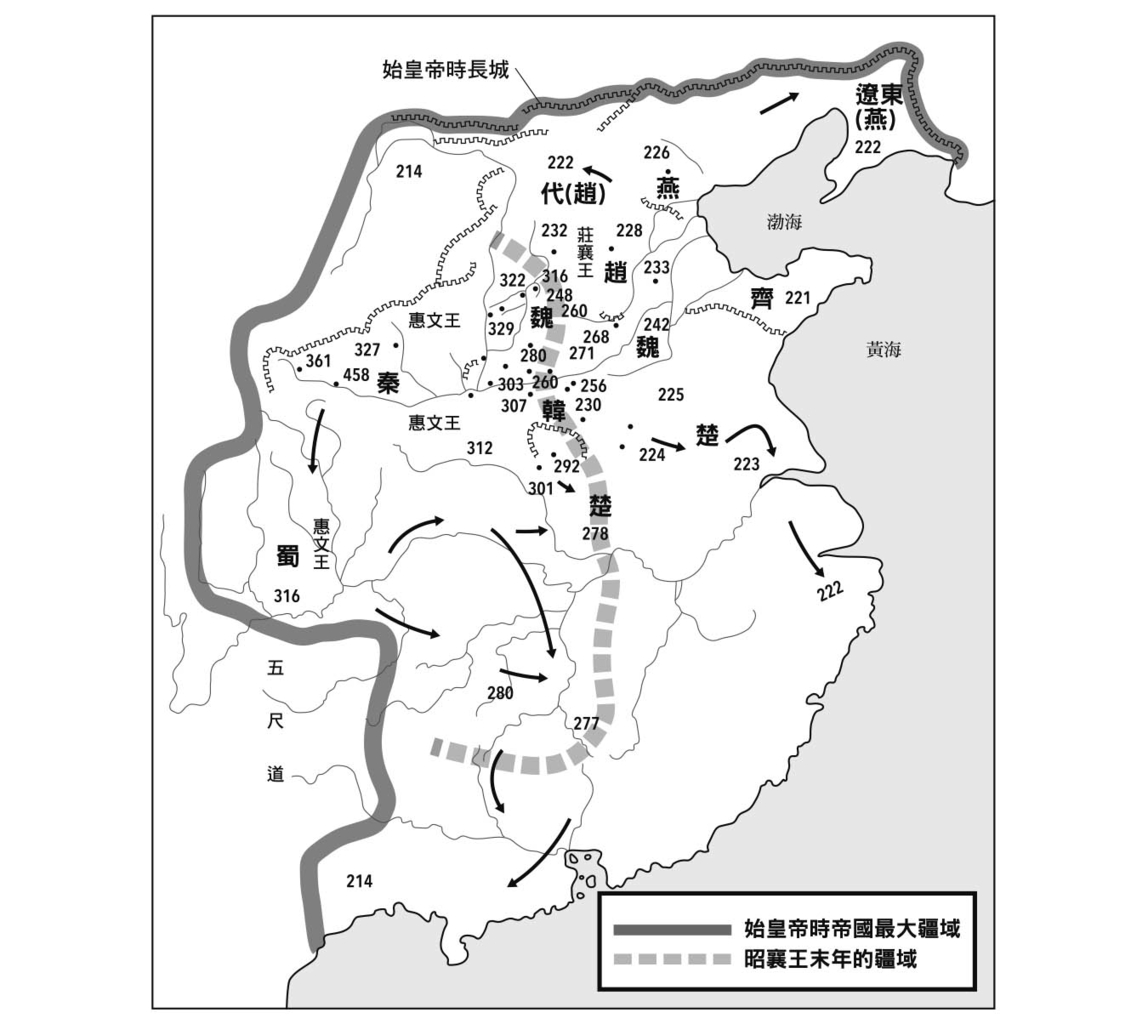 始皇帝時長城
遼東
(燕)
222
214
222
代(趙)
226
燕
渤海
232
莊襄王
228
趙
233
322
316
248
260
魏
齊
221
惠文王
329
268
242
魏
黃海
361
327
458
秦
280
271
303
260
256
307
韓
230
225
惠文王
312
292
224
楚
223
301
楚
278
惠文王
蜀
316
222
五尺道
280
277
214
始皇帝時帝國最大疆域
昭襄王末年的疆域